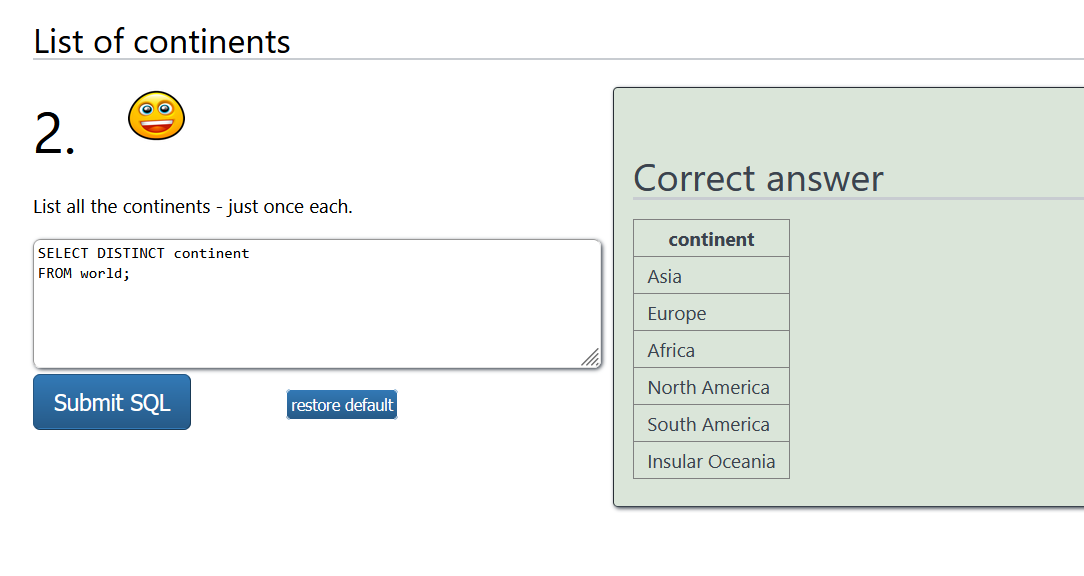 List of continents
2.
List all the continents - just once each.
SELECT DISTINCT continent
FROM world;
Submit SQL
restore default
Correct answer
continent
Asia
Europe
Africa
North America
South America
Insular Oceania